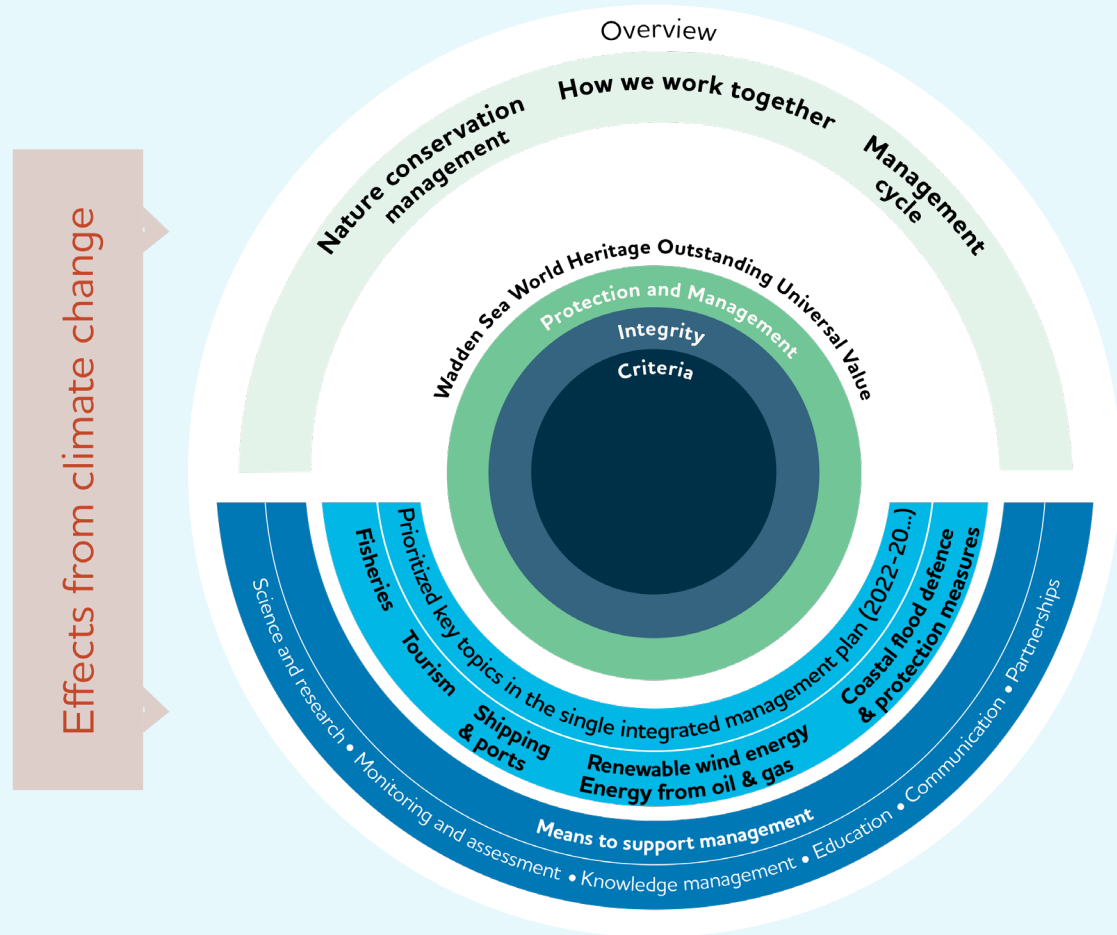 Overview
Nature conservation
management
How we work together
Management
cycle
Effects from climate change
Wadden Sea World Heritage Outstanding Universal Value
Protection and Management
Integrity
Criteria
Prioritized key topics in the single integrated management plan (2022-20...)
Fisheries
Tourism
Shipping
& ports
Renewable wind energy
Energy from oil & gas
Coastal flood defence
& protection measures
Means to support management
Science and research • Monitoring and assessment • Knowledge management • Education • Communication • Partnerships